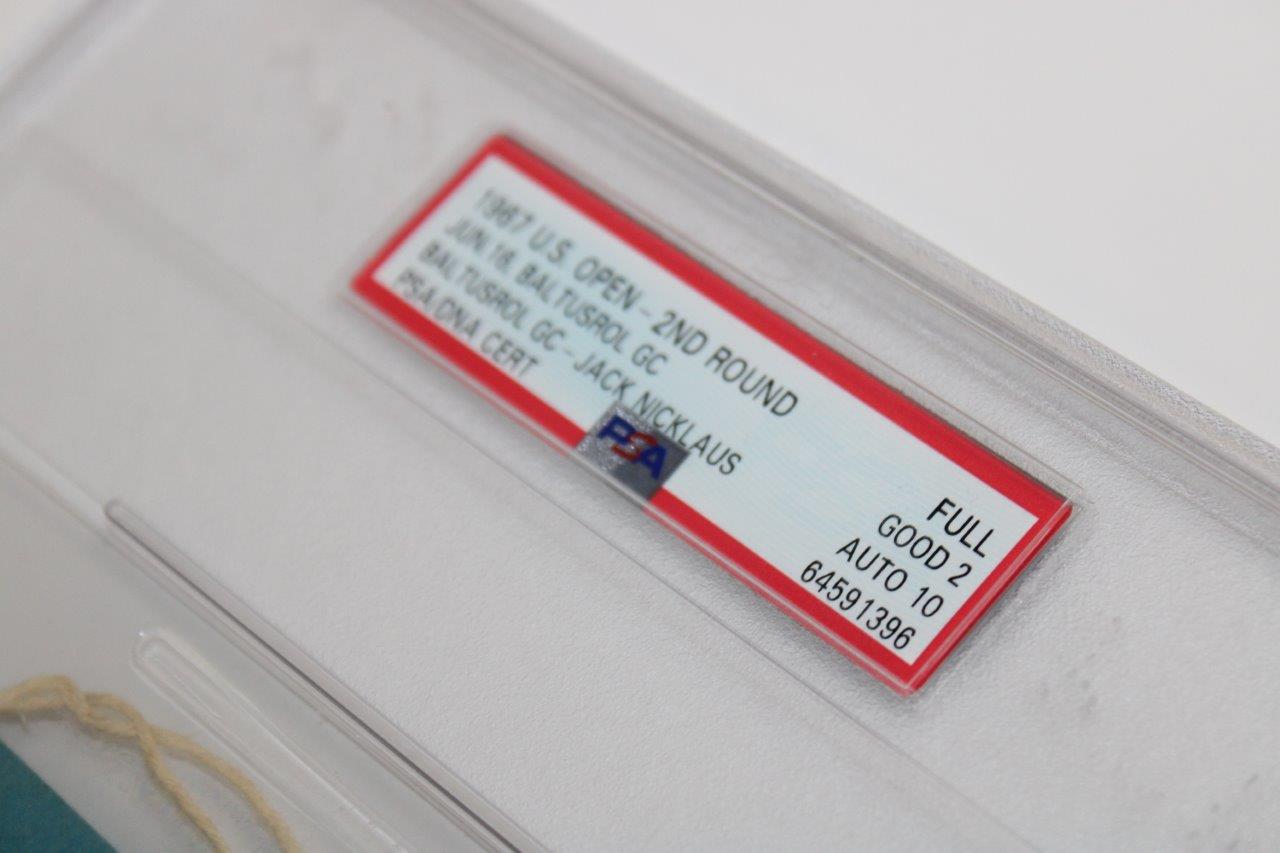 1967 U.S. OPEN - 2ND ROUND
JUN.16, BALTUSROL GC
BALTUSROL GC - JACK NICKLAUS
PSA/DNA CERT
PSA
FULL
GOOD 2
AUTO 10
64591396